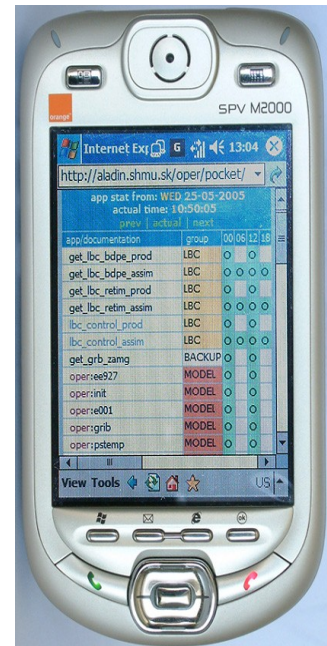 orange
SPV M2000
Internet Exp G 13:04
http://aladin.shmu.sk/oper/pocket/
app stat from: WED 25-05-2005
actual time: 10:50:05
prev | actual | next
app/documentation group 00 06 12 18
get_lbc_bdpe_prod LBC O O
get_lbc_bdpe_assim LBC O O O O
get_lbc_retim_prod LBC O O
get_lbc_retim_assim LBC O O O O
lbc_control_prod LBC O O
lbc_control_assim LBC O O O O
get_grb_zamg BACKUP O O
oper:ee927 MODEL O O
oper:init MODEL O O
oper:e001 MODEL O O
oper:grib MODEL O O
oper:pstemp MODEL O O
View Tools US
ok